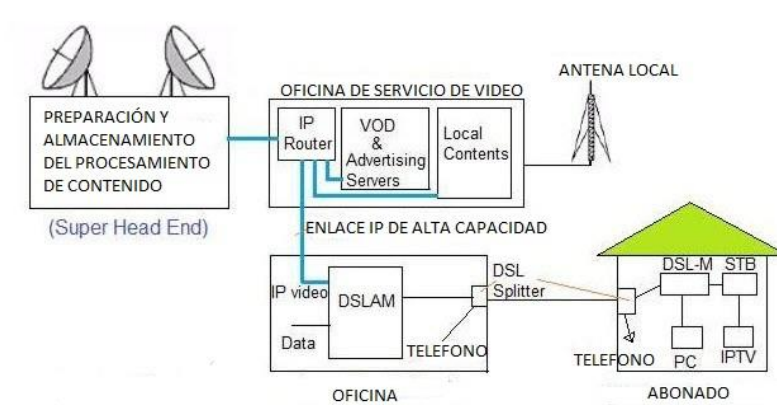 ANTENA LOCAL
OFICINA DE SERVICIO DE VIDEO
PREPARACIÓN Y
ALMACENAMIENTO
DEL PROCESAMIENTO
DE CONTENIDO
(Super Head End)
IP
Router
VOD
&
Advertising
Servers
Local
Contents
ENLACE IP DE ALTA CAPACIDAD
IP video
Data
DSLAM
DSL
Splitter
TELEFONO
OFICINA
DSL-M
STB
TELEFONO
PC
IPTV
ABONADO